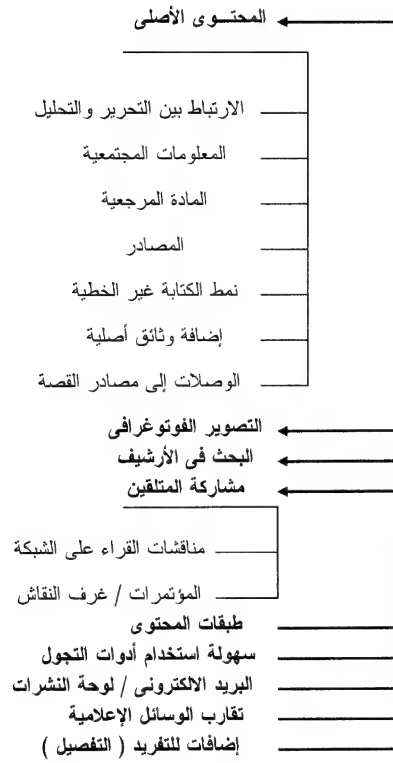 المحتوى الأصلى
الارتباط بين التحرير والتحليل
المعلومات المجتمعية
المادة المرجعية
المصادر
نمط الكتابة غير الخطية
إضافة وثائق أصلية
الوصلات إلى مصادر القصة
التصوير الفوتوغرافى
البحث فى الأرشيف
مشاركة المتلقين
مناقشات القراء على الشبكة
المؤتمرات / غرف النقاش
طبقات المحتوى
سهولة استخدام أدوات التجول
البريد الالكترونى / لوحة النشرات
تقارب الوسائل الإعلامية
إضافات للتفريد ( التفصيل )